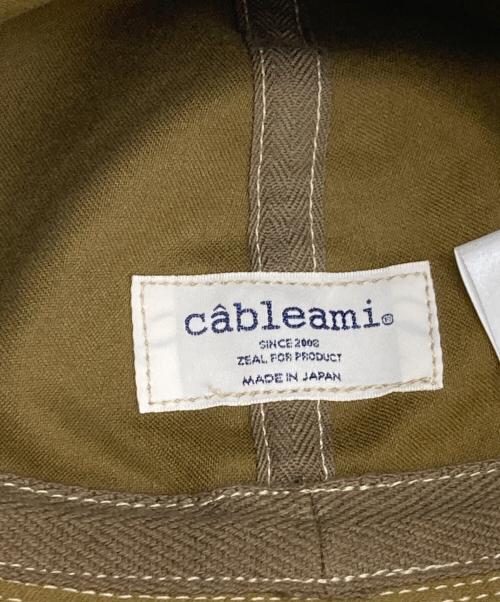 câbleami®
SINCE 2008
ZEAL FOR PRODUCT
MADE IN JAPAN